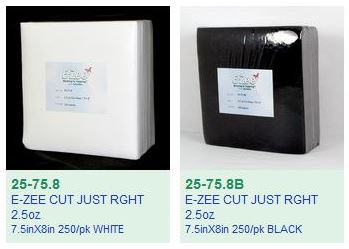 25-75.8
E-ZEE CUT JUST RGHT
2.5oz
7.5inX8in 250/pk WHITE
25-75.8B
E-ZEE CUT JUST RGHT
2.5oz
7.5inX8in 250/pk BLACK